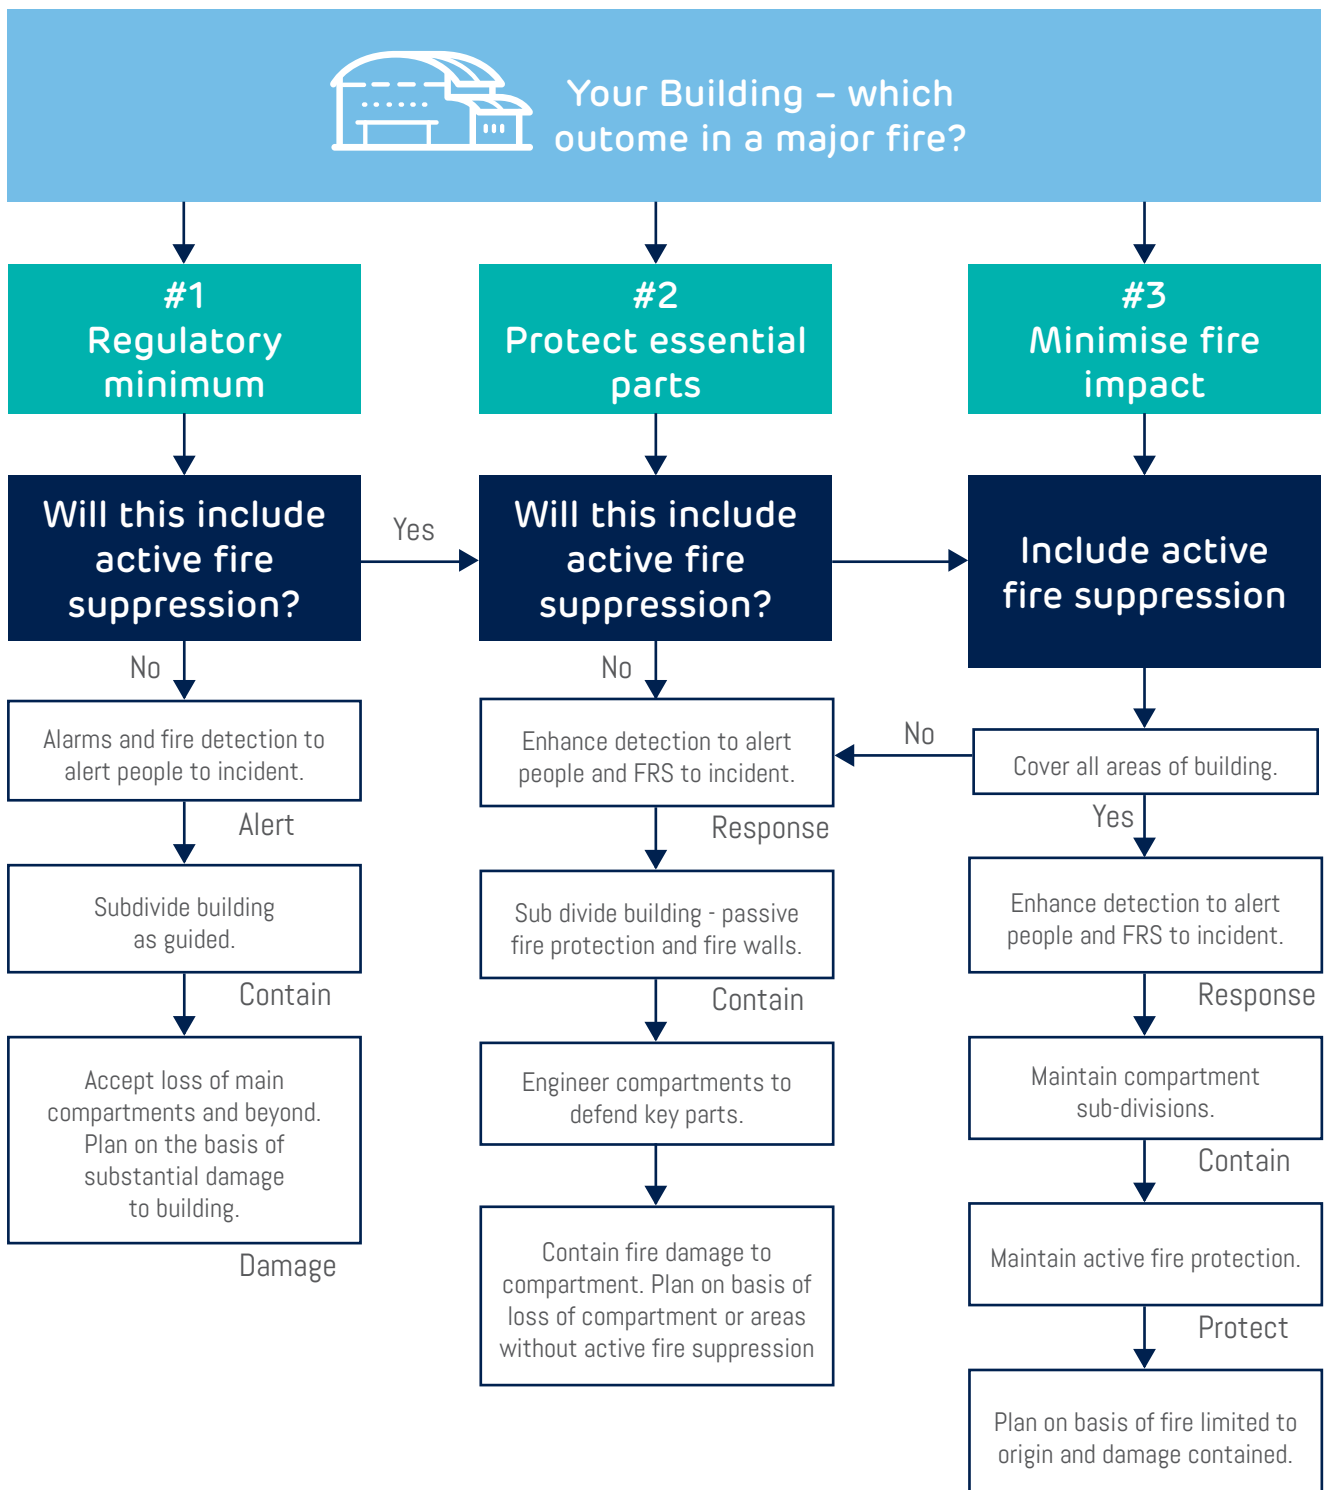 Your Building – which
outome in a major fire?
#1
Regulatory
minimum
Will this include
active fire
suppression?
Yes
No
Alarms and fire detection to
alert people to incident.
Alert
Subdivide building
as guided.
Contain
Accept loss of main
compartments and beyond.
Plan on the basis of
substantial damage
to building.
Damage
#2
Protect essential
parts
Will this include
active fire
suppression?
No
Enhance detection to alert
people and FRS to incident.
Response
Sub divide building - passive
fire protection and fire walls.
Contain
Engineer compartments to
defend key parts.
Contain fire damage to
compartment. Plan on basis of
loss of compartment or areas
without active fire suppression
#3
Minimise fire
impact
Include active
fire suppression
No
Cover all areas of building.
Yes
Enhance detection to alert
people and FRS to incident.
Response
Maintain compartment
sub-divisions.
Contain
Maintain active fire protection.
Protect
Plan on basis of fire limited to
origin and damage contained.